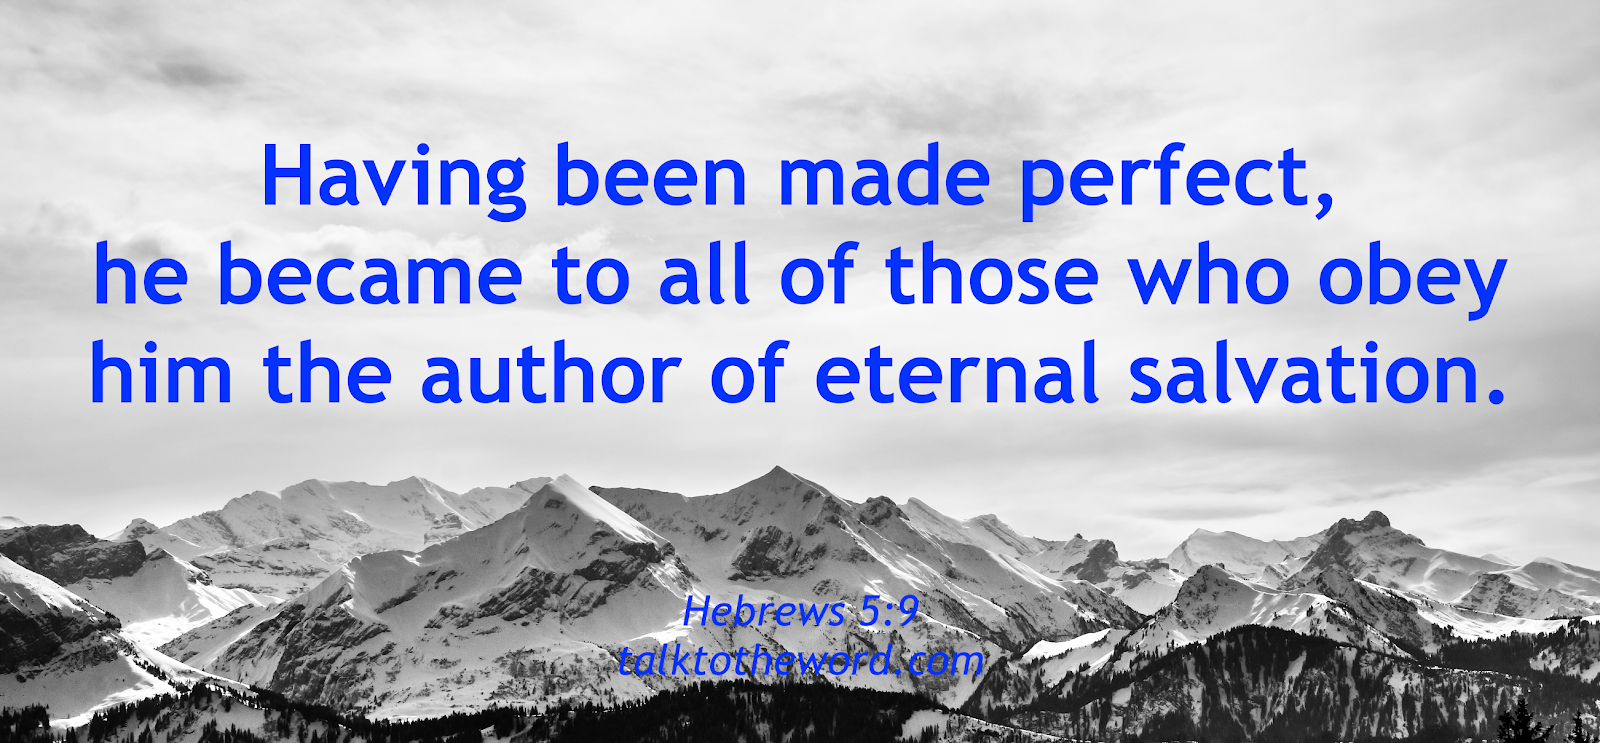 Having been made perfect,
he became to all of those who obey
him the author of eternal salvation.
Hebrews 5:9
talktotheword.com